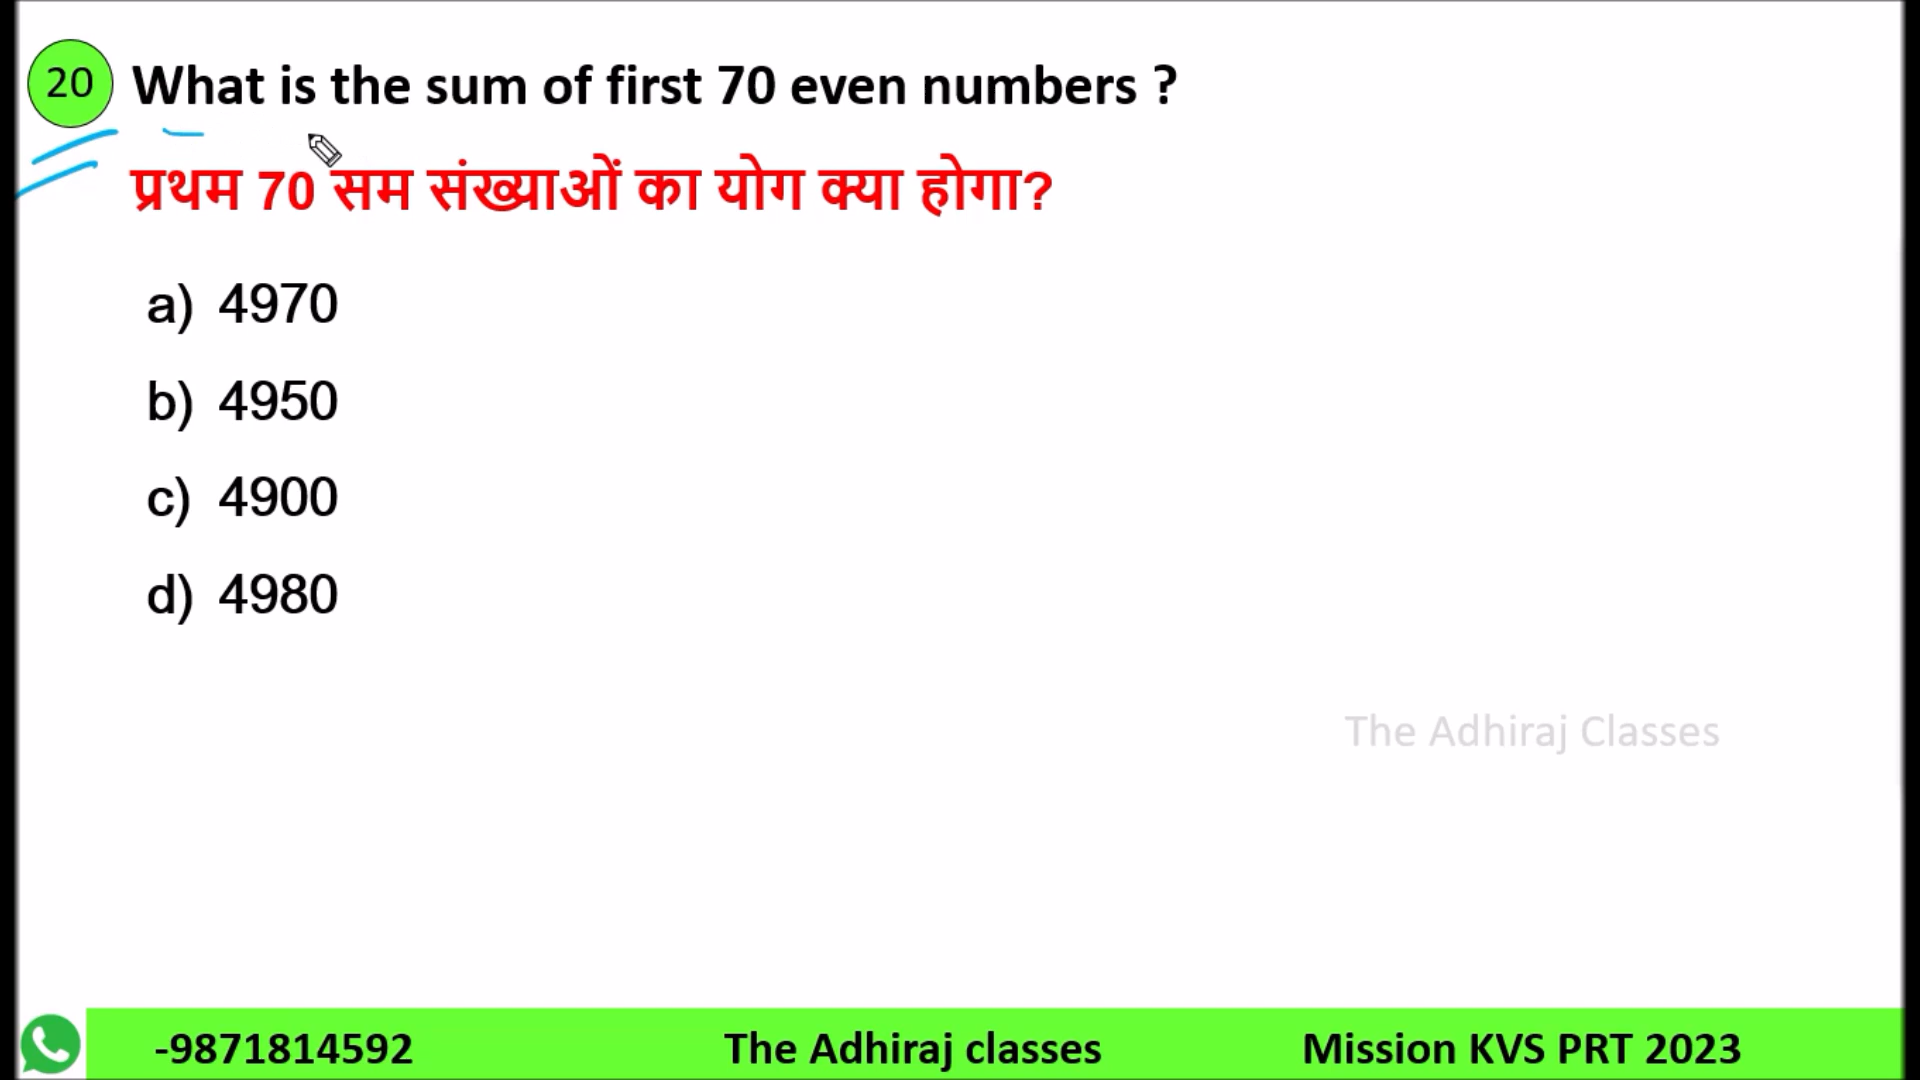 20 What is the sum of first 70 even numbers ?
प्रथम 70 सम संख्याओं का योग क्या होगा?
a) 4970
b) 4950
c) 4900
d) 4980
The Adhiraj Classes
-9871814592 The Adhiraj classes Mission KVS PRT 2023